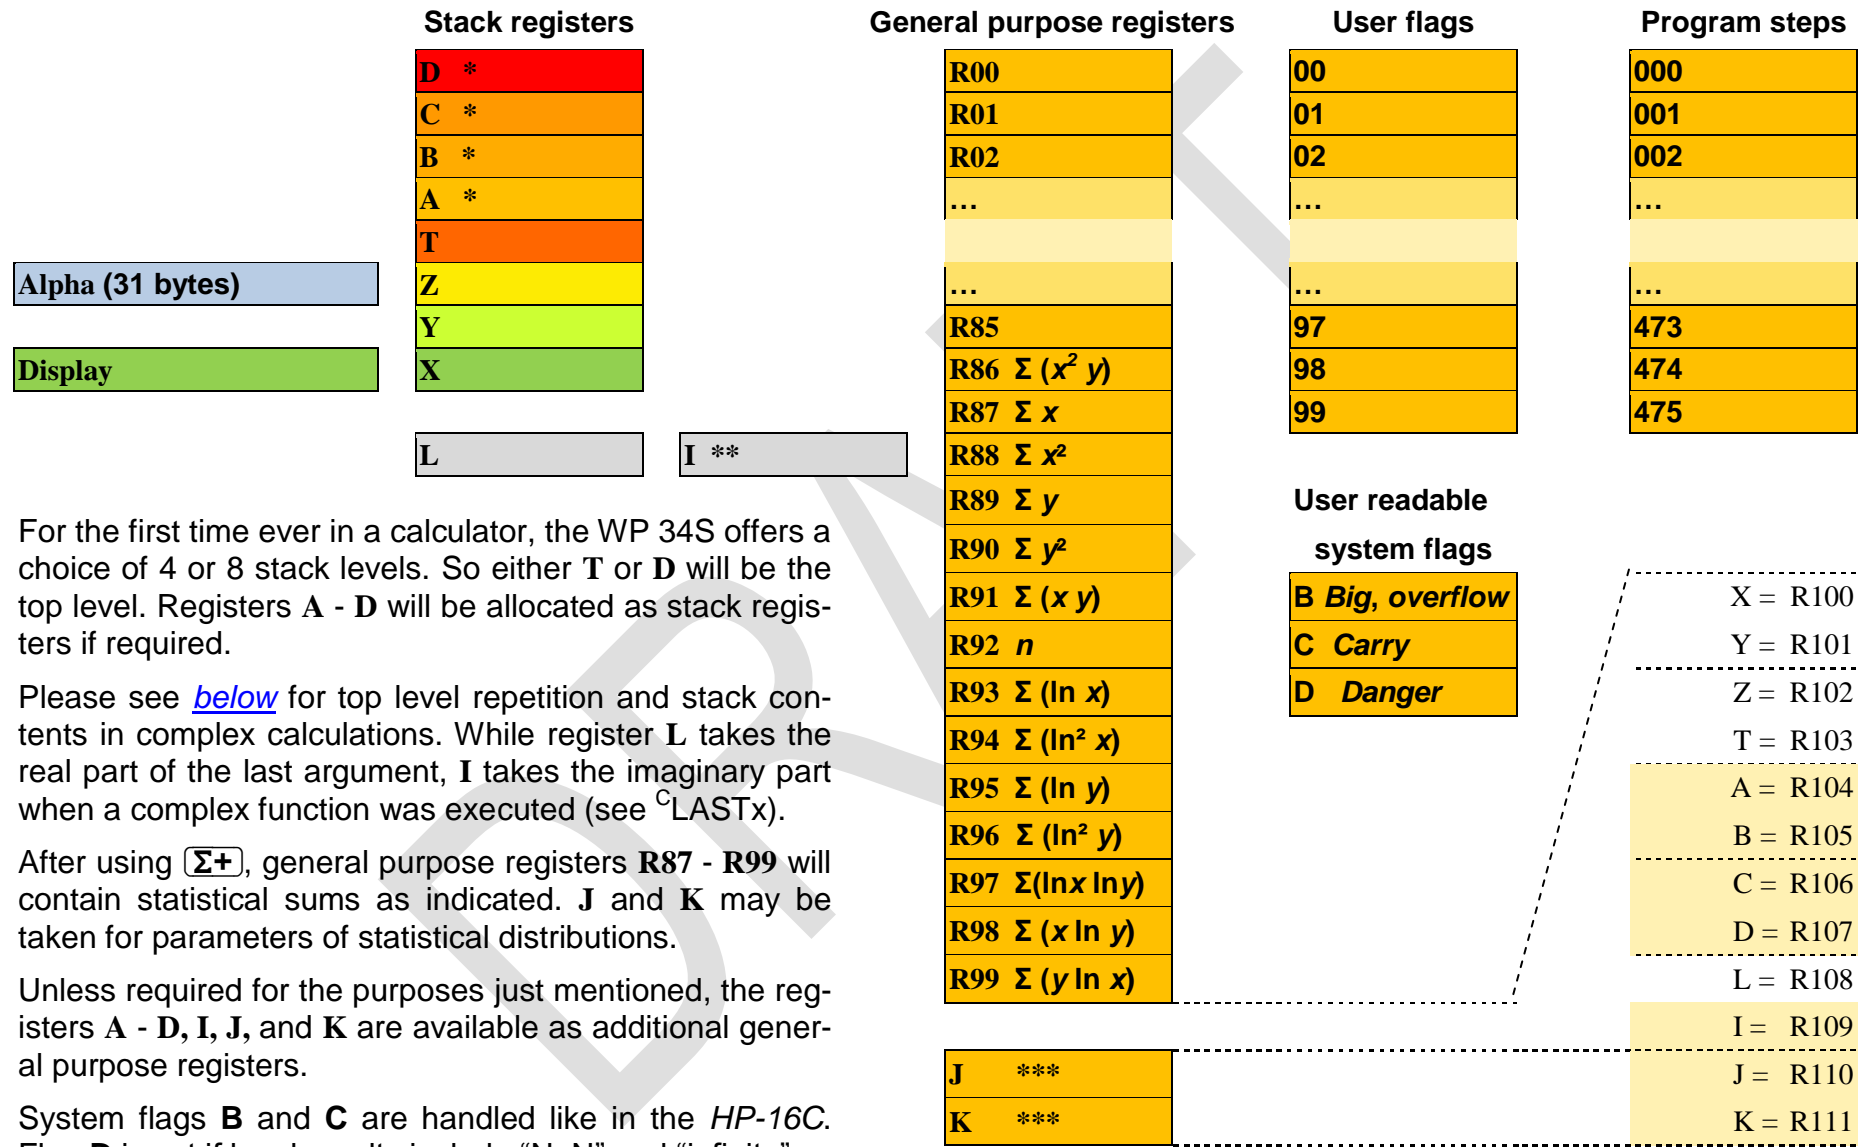 Stack registers
General purpose registers
User flags
Program steps
D *
C *
B *
A *
T
Z
Y
X
Alpha (31 bytes)
Display
L
I **
R00
R01
R02
...
...
R85
R86 Σ (x² y)
R87 Σ x
R88 Σ x²
R89 Σ y
R90 Σ y²
R91 Σ (x y)
R92 n
R93 Σ (ln x)
R94 Σ (ln² x)
R95 Σ (ln y)
R96 Σ (ln² y)
R97 Σ(lnx lny)
R98 Σ (x ln y)
R99 Σ (y ln x)
J ***
K ***
00
01
02
...
...
97
98
99
User readable
system flags
B Big, overflow
C Carry
D Danger
000
001
002
...
...
473
474
475
X = R100
Y = R101
Z = R102
T = R103
A = R104
B = R105
C = R106
D = R107
L = R108
I = R109
J = R110
K = R111
For the first time ever in a calculator, the WP 34S offers a
choice of 4 or 8 stack levels. So either T or D will be the
top level. Registers A - D will be allocated as stack regis-
ters if required.
Please see below for top level repetition and stack con-
tents in complex calculations. While register L takes the
real part of the last argument, I takes the imaginary part
when a complex function was executed (see ᶜLASTx).
After using Σ+, general purpose registers R87 - R99 will
contain statistical sums as indicated. J and K may be
taken for parameters of statistical distributions.
Unless required for the purposes just mentioned, the reg-
isters A - D, I, J, and K are available as additional gener-
al purpose registers.
System flags B and C are handled like in the HP-16C.
DRAFT